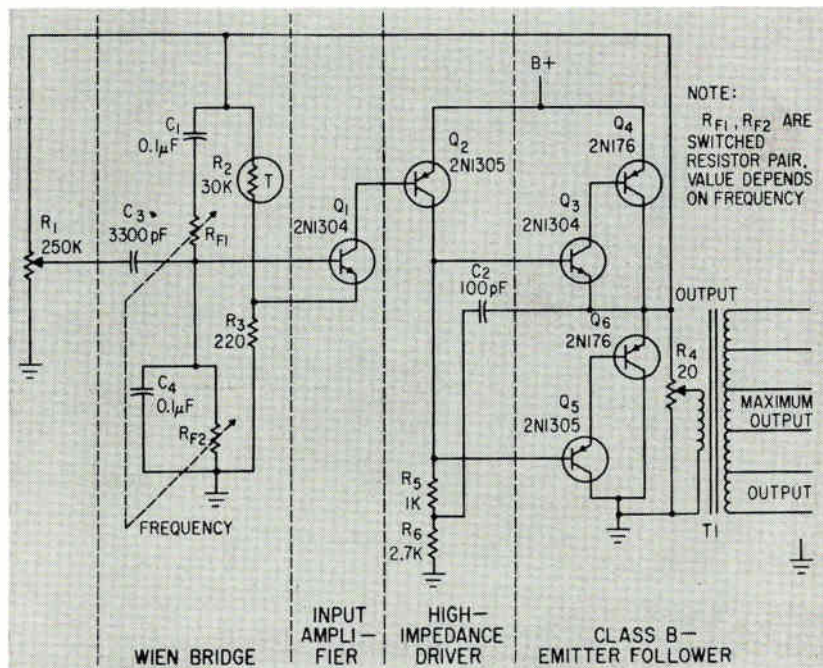 B+
NOTE:
RF1, RF2 ARE
SWITCHED
RESISTOR PAIR.
VALUE DEPENDS
ON FREQUENCY
C1
0.1µF
R2
30K
T
Q2
2N1305
Q4
2N176
R1
250K
C3
3300pF
RF1
Q1
2N1304
Q3
2N1304
C2
100pF
OUTPUT
R3
220
Q6
2N176
R4
20
C4
0.1µF
RF2
Q5
2N1305
MAXIMUM
OUTPUT
R5
1K
OUTPUT
FREQUENCY
R6
2.7K
T1
WIEN BRIDGE
INPUT
AMPLI-
FIER
HIGH-
IMPEDANCE
DRIVER
CLASS B-
EMITTER FOLLOWER